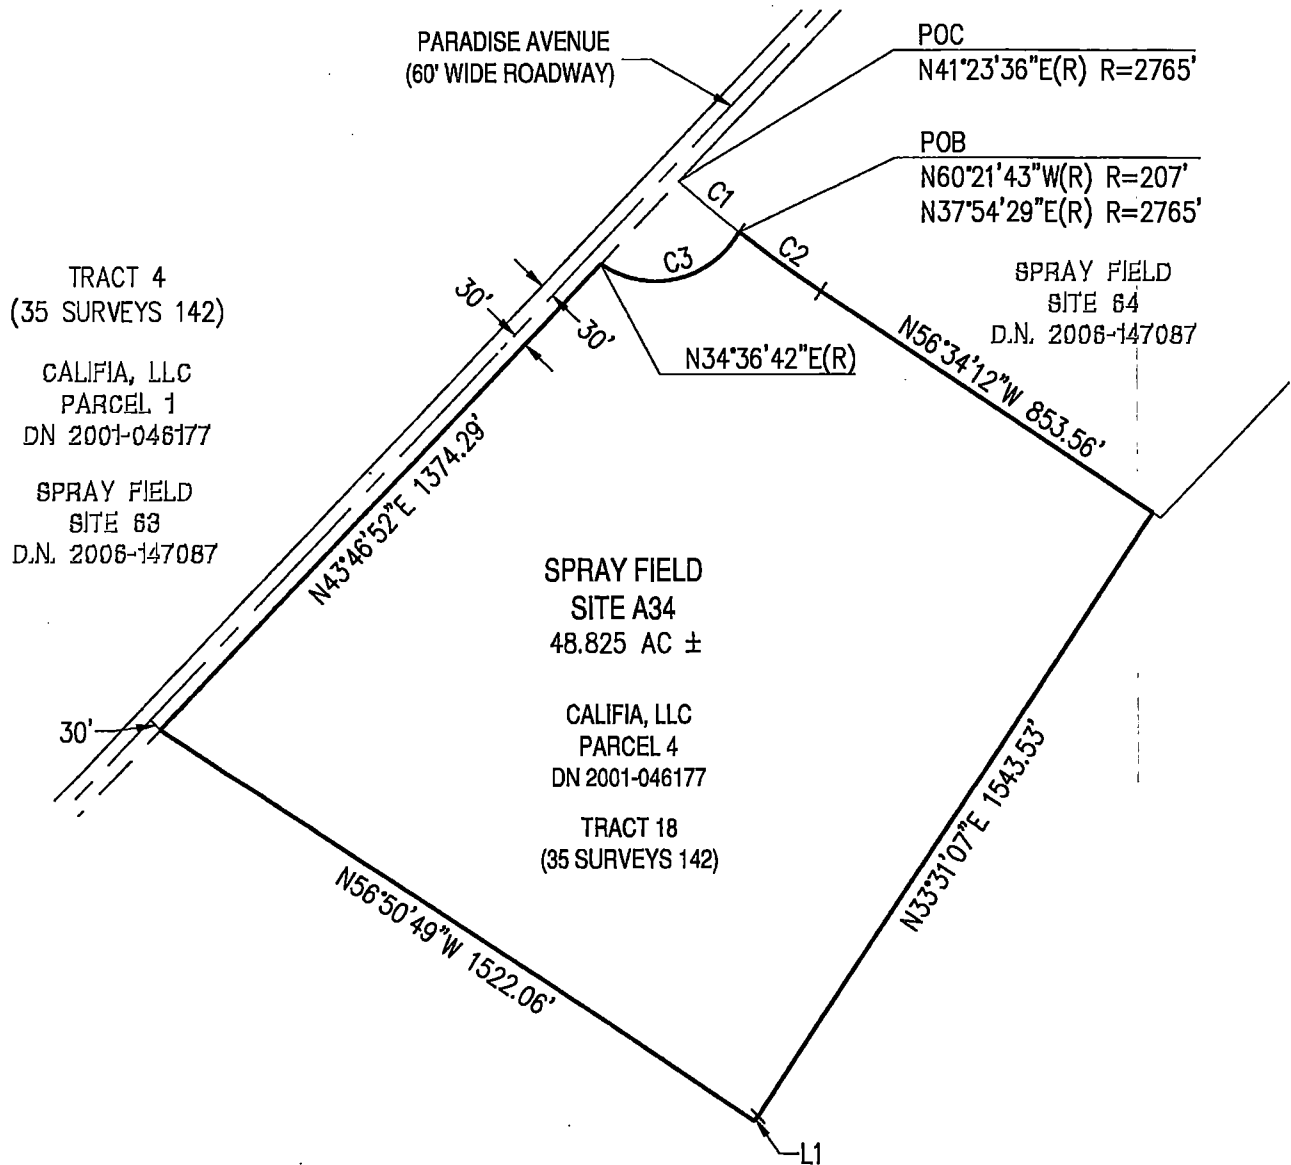 PARADISE AVENUE
(60' WIDE ROADWAY)
POC
N41°23'36"E(R) R=2765'
POB
N60°21'43"W(R) R=207'
N37°54'29"E(R) R=2765'
C1
C2
C3
TRACT 4
(35 SURVEYS 142)
CALIFIA, LLC
PARCEL 1
DN 2001-046177
SPRAY FIELD
SITE 63
D.N. 2006-147087
30'
30'
N34°36'42"E(R)
SPRAY FIELD
SITE 64
D.N. 2006-147087
N56°34'12"W 853.56'
N43°46'52"E 1374.29'
SPRAY FIELD
SITE A34
48.825 AC ±
CALIFIA, LLC
PARCEL 4
DN 2001-046177
TRACT 18
(35 SURVEYS 142)
30'
N33°31'07"E 1543.53'
N56°50'49"W 1522.06'
L1